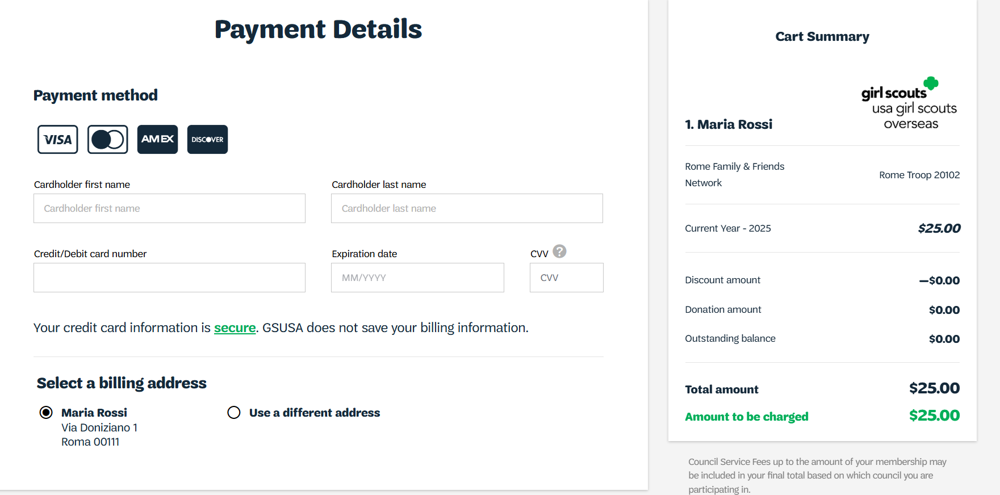 Payment Details
Payment method
VISA
AMEX
DISCOVER
Cardholder first name
Cardholder last name
Cardholder first name
Cardholder last name
Credit/Debit card number
Expiration date
CVV ?
MM/YYYY
CVV
Your credit card information is secure. GSUSA does not save your billing information.
Select a billing address
Maria Rossi
Via Doniziano 1
Roma 00111
Use a different address
Cart Summary
girl scouts
usa girl scouts
overseas
1. Maria Rossi
Rome Family & Friends
Network
Rome Troop 20102
Current Year - 2025
$25.00
Discount amount
–$0.00
Donation amount
$0.00
Outstanding balance
$0.00
Total amount
$25.00
Amount to be charged
$25.00
Council Service Fees up to the amount of your membership may
be included in your final total based on which council you are
participating in.